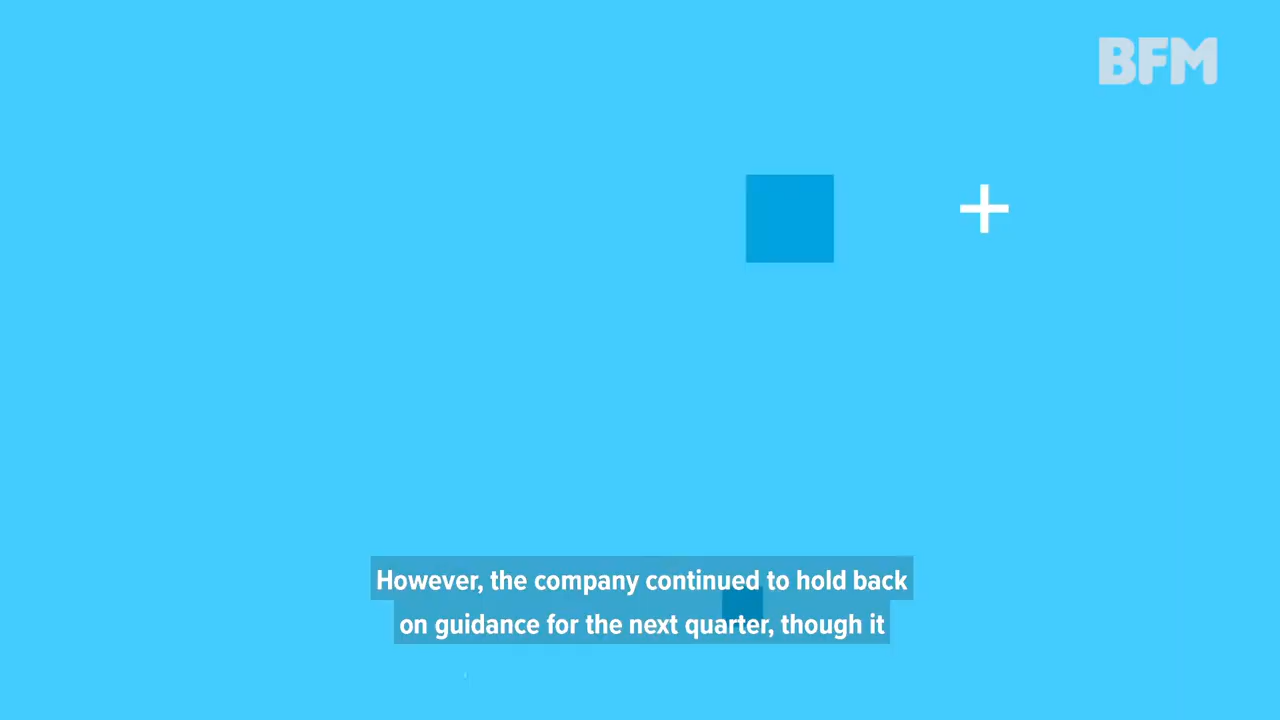 BFM
However, the company continued to hold back
on guidance for the next quarter, though it